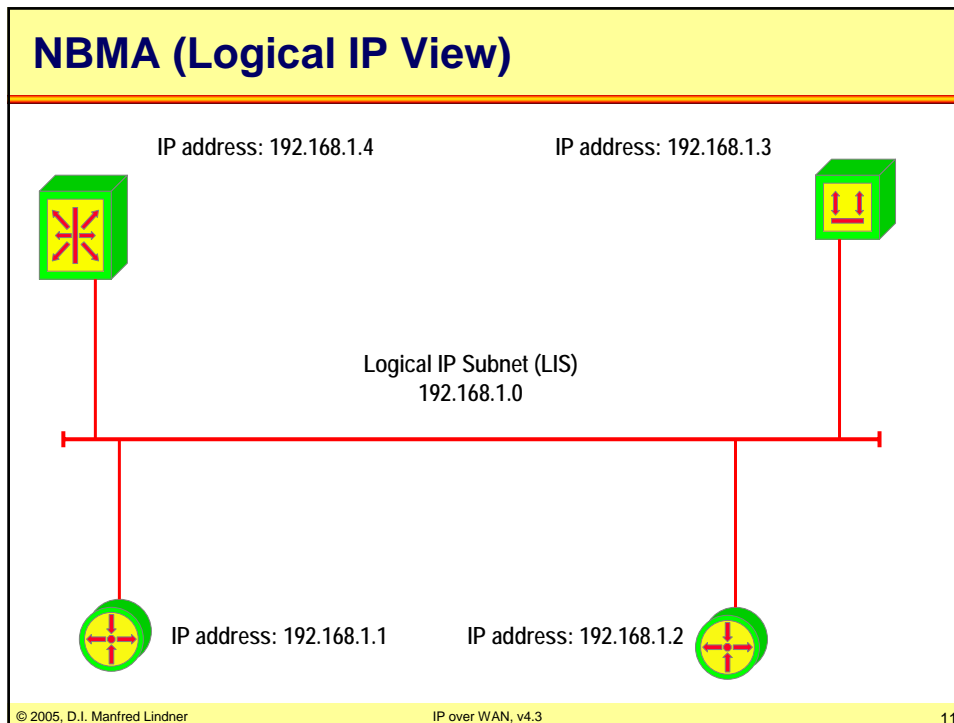 NBMA (Logical IP View)
IP address: 192.168.1.4
IP address: 192.168.1.3
Logical IP Subnet (LIS)
192.168.1.0
IP address: 192.168.1.1
IP address: 192.168.1.2
© 2005, D.I. Manfred Lindner
IP over WAN, v4.3
11